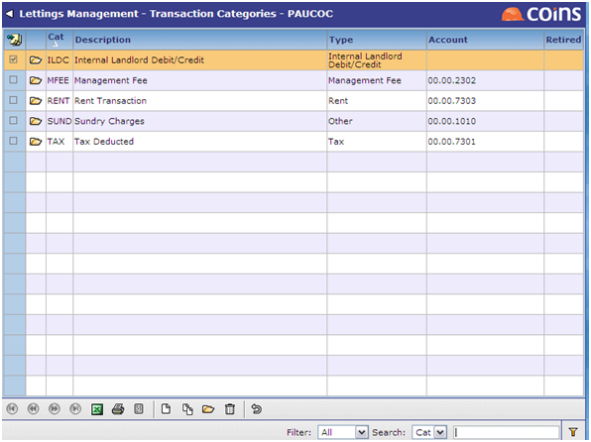 Lettings Management - Transaction Categories - PAUCOC
coins
Cat Description Type Account Retired
ILDC Internal Landlord Debit/Credit Internal Landlord
Debit/Credit
MFEE Management Fee Management Fee 00.00.2302
RENT Rent Transaction Rent 00.00.7303
SUND Sundry Charges Other 00.00.1010
TAX Tax Deducted Tax 00.00.7301
Filter: All Search: Cat